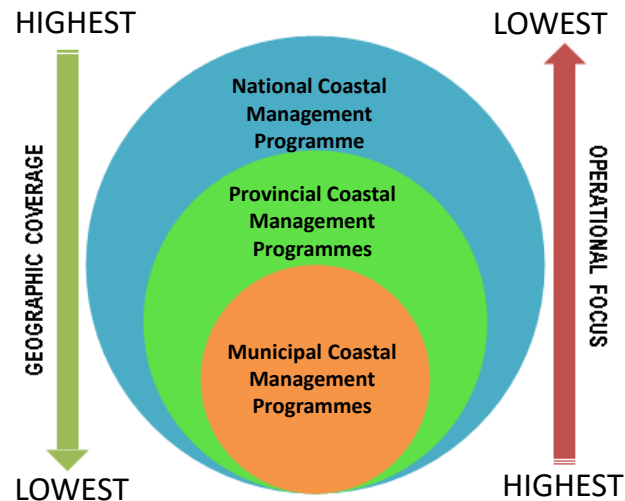 HIGHEST
LOWEST
National Coastal
Management
Programme
Provincial Coastal
Management
Programmes
Municipal Coastal
Management
Programmes
GEOGRAPHIC COVERAGE
OPERATIONAL FOCUS
LOWEST
HIGHEST